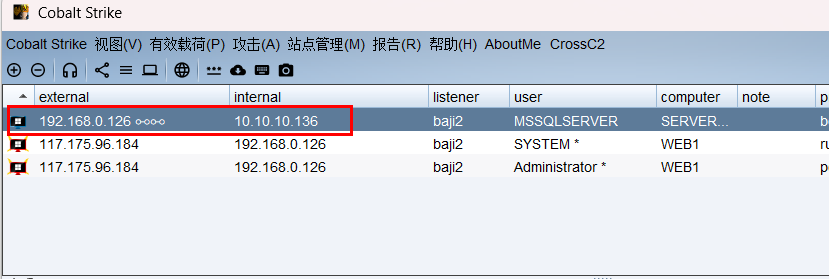 Cobalt Strike
Cobalt Strike 视图(V) 有效载荷(P) 攻击(A) 站点管理(M) 报告(R) 帮助(H) AboutMe CrossC2
external internal listener user computer note p
192.168.0.126 10.10.10.136 baji2 MSSQLSERVER SERVER... b
117.175.96.184 192.168.0.126 baji2 SYSTEM * WEB1 ru
117.175.96.184 192.168.0.126 baji2 Administrator * WEB1 p